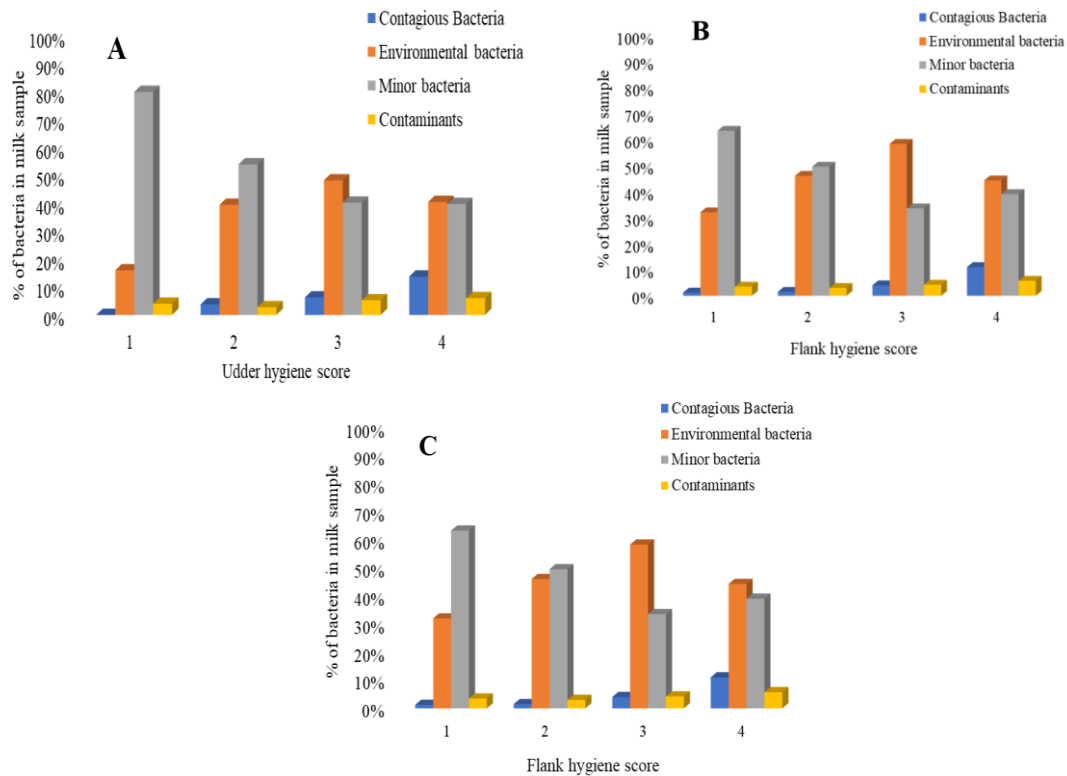 A
Contagious Bacteria
Environmental bacteria
Minor bacteria
Contaminants
% of bacteria in milk sample
100%
90%
80%
70%
60%
50%
40%
30%
20%
10%
0%
1 2 3 4
Udder hygiene score
B
Contagious Bacteria
Environmental bacteria
Minor bacteria
Contaminants
% of bacteria in milk sample
100%
90%
80%
70%
60%
50%
40%
30%
20%
10%
0%
1 2 3 4
Flank hygiene score
C
Contagious Bacteria
Environmental bacteria
Minor bacteria
Contaminants
% of bacteria in milk sample
100%
90%
80%
70%
60%
50%
40%
30%
20%
10%
0%
1 2 3 4
Flank hygiene score